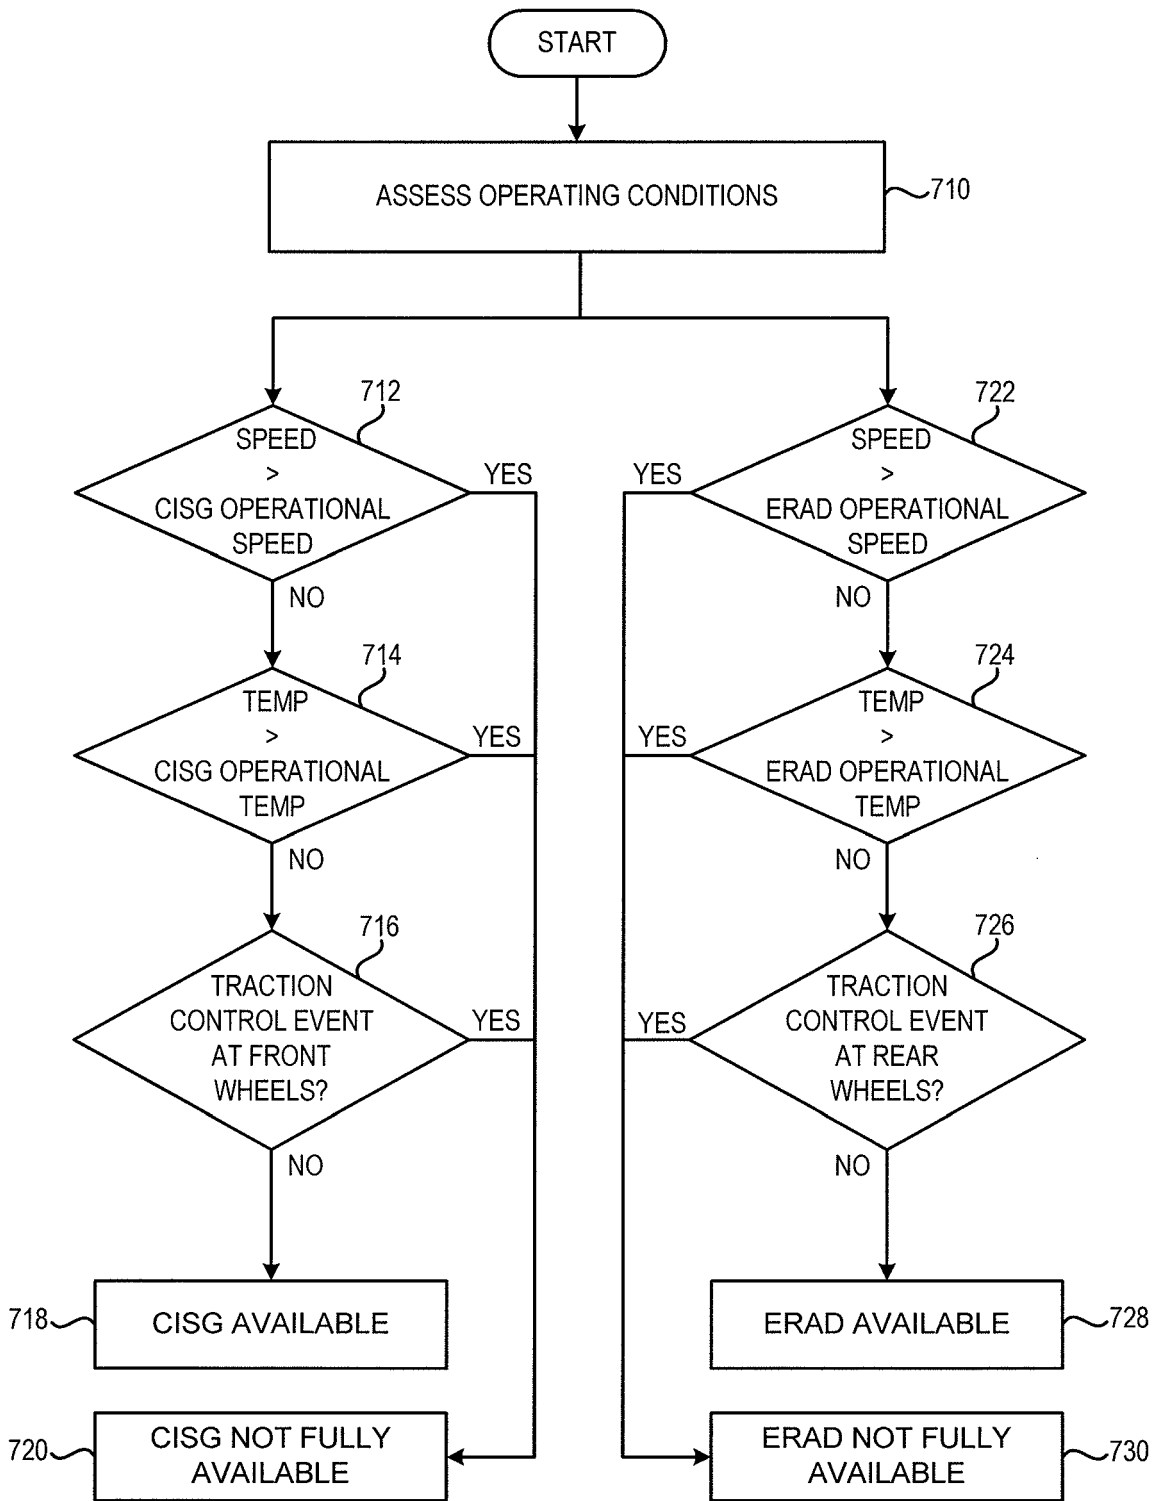 START
ASSESS OPERATING CONDITIONS
710
712
SPEED
>
CISG OPERATIONAL
SPEED
YES
NO
714
TEMP
>
CISG OPERATIONAL
TEMP
YES
NO
716
TRACTION
CONTROL EVENT
AT FRONT
WHEELS?
YES
NO
718
CISG AVAILABLE
720
CISG NOT FULLY
AVAILABLE
722
SPEED
>
ERAD OPERATIONAL
SPEED
YES
NO
724
TEMP
>
ERAD OPERATIONAL
TEMP
YES
NO
726
TRACTION
CONTROL EVENT
AT REAR
WHEELS?
YES
NO
ERAD AVAILABLE
728
ERAD NOT FULLY
AVAILABLE
730